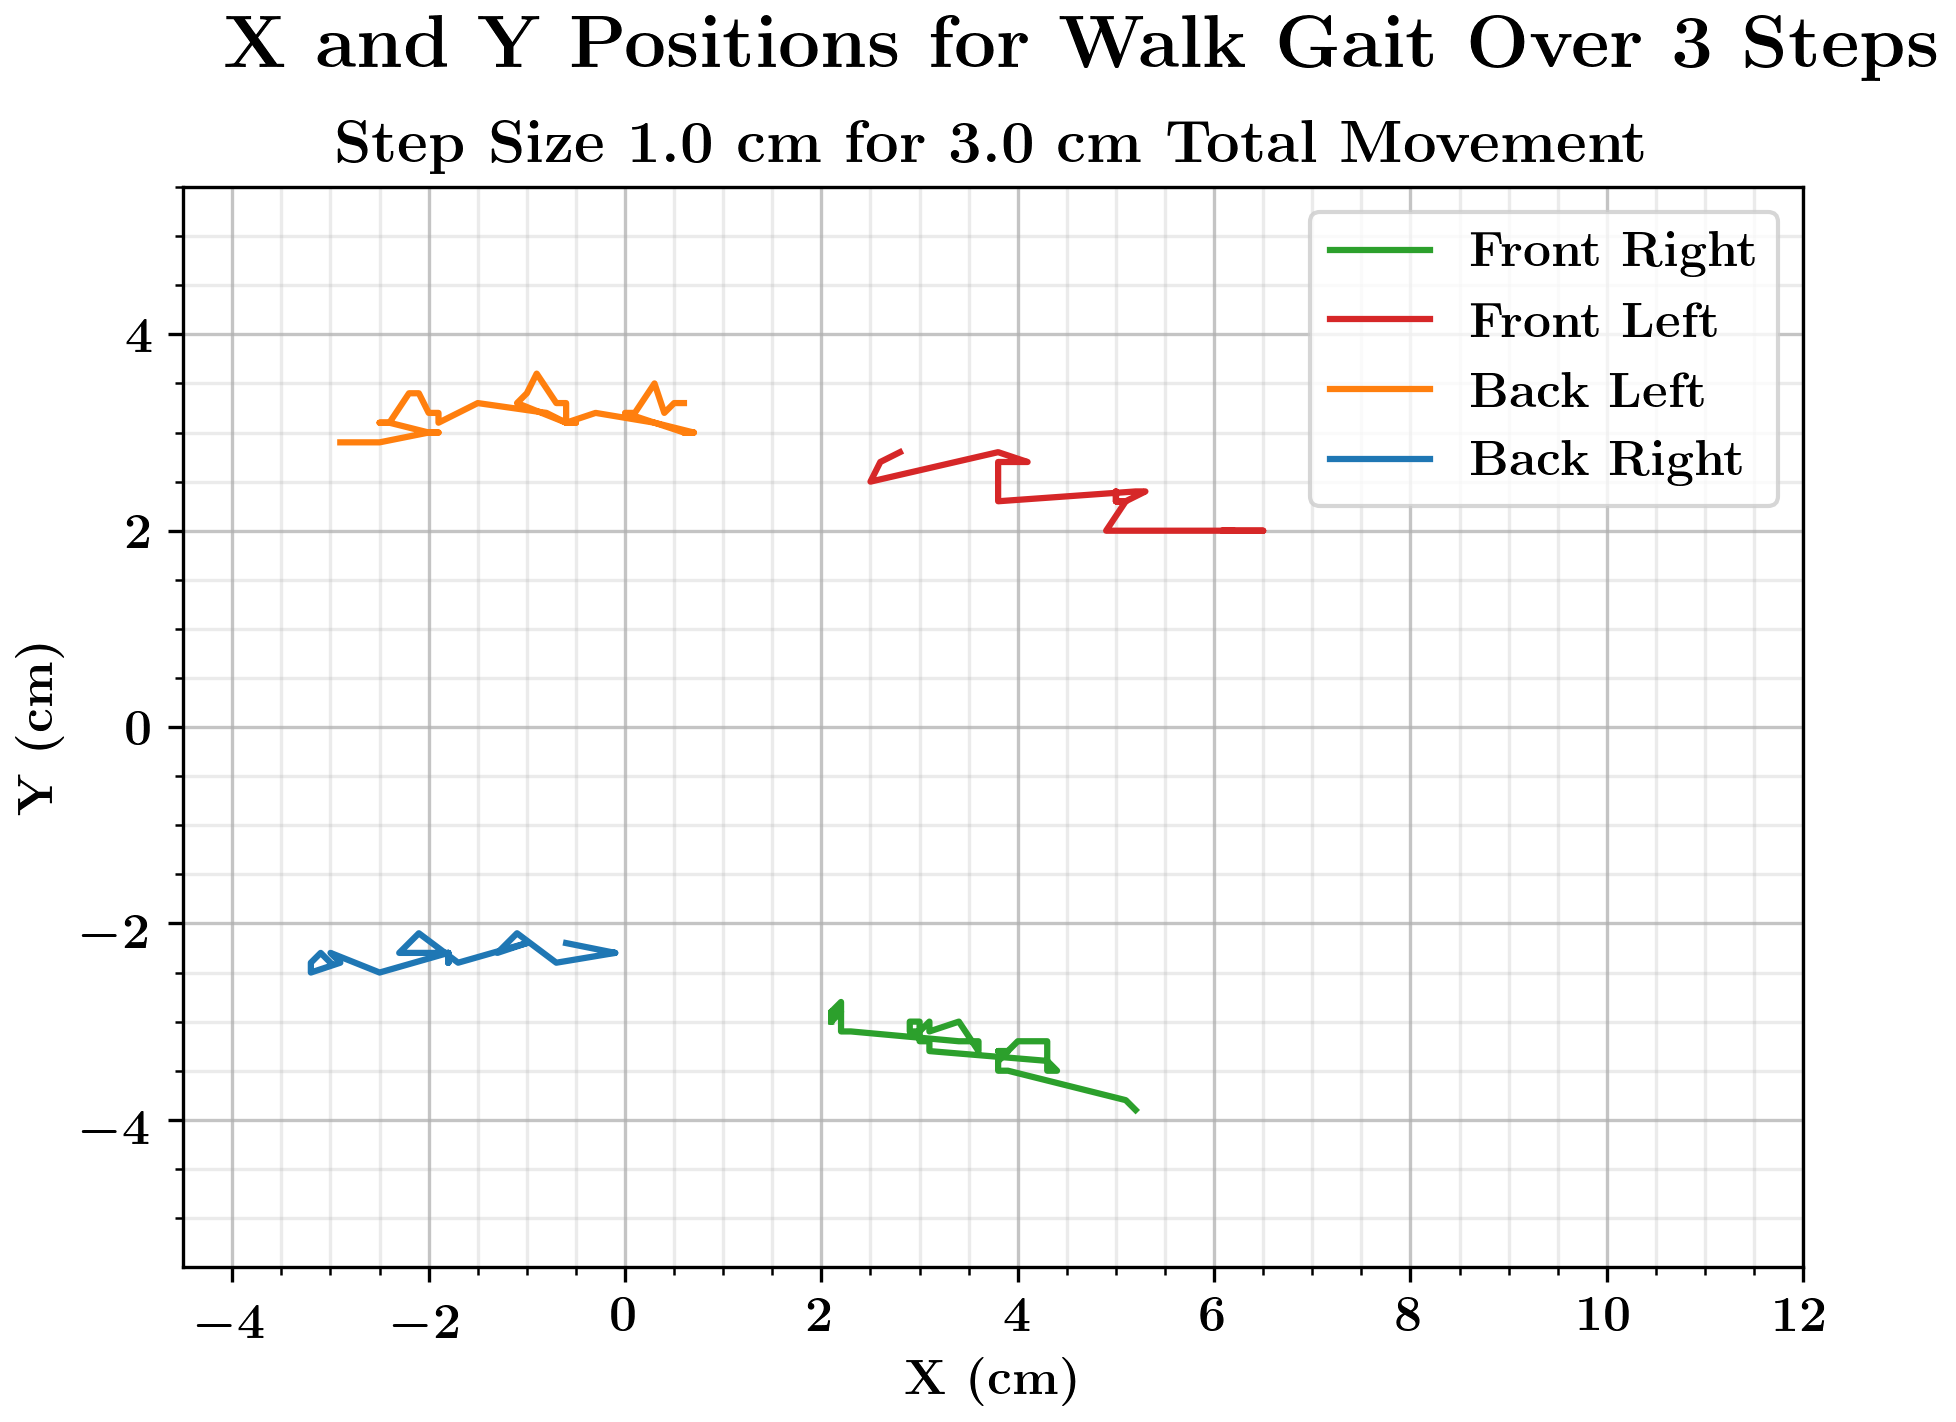 X and Y Positions for Walk Gait Over 3 Steps
Step Size 1.0 cm for 3.0 cm Total Movement
Front Right
Front Left
Back Left
Back Right
4
2
0
−2
−4
Y (cm)
−4 −2 0 2 4 6 8 10 12
X (cm)